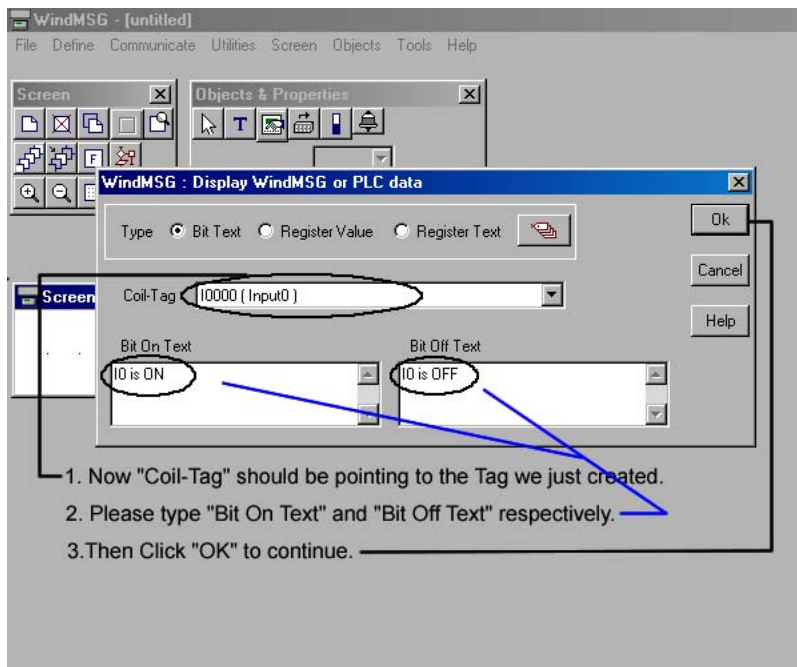 WindMSG - [untitled]
File Define Communicate Utilities Screen Objects Tools Help
Screen
Objects & Properties
T
F
WindMSG : Display WindMSG or PLC data
Type Bit Text Register Value Register Text
Ok
Cancel
Help
Coil-Tag I0000 ( Input0 )
Screen
Bit On Text Bit Off Text
I0 is ON I0 is OFF
1. Now "Coil-Tag" should be pointing to the Tag we just created.
2. Please type "Bit On Text" and "Bit Off Text" respectively.
3.Then Click "OK" to continue.